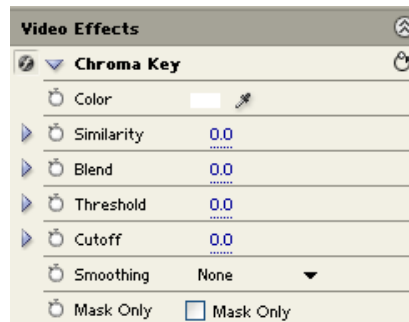 Video Effects
Chroma Key
Color
Similarity 0.0
Blend 0.0
Threshold 0.0
Cutoff 0.0
Smoothing None
Mask Only Mask Only